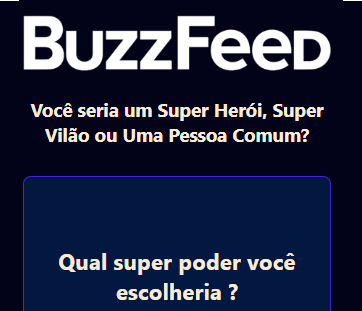 BuzzFeed
Você seria um Super Herói, Super
Vilão ou Uma Pessoa Comum?
Qual super poder você
escolheria ?